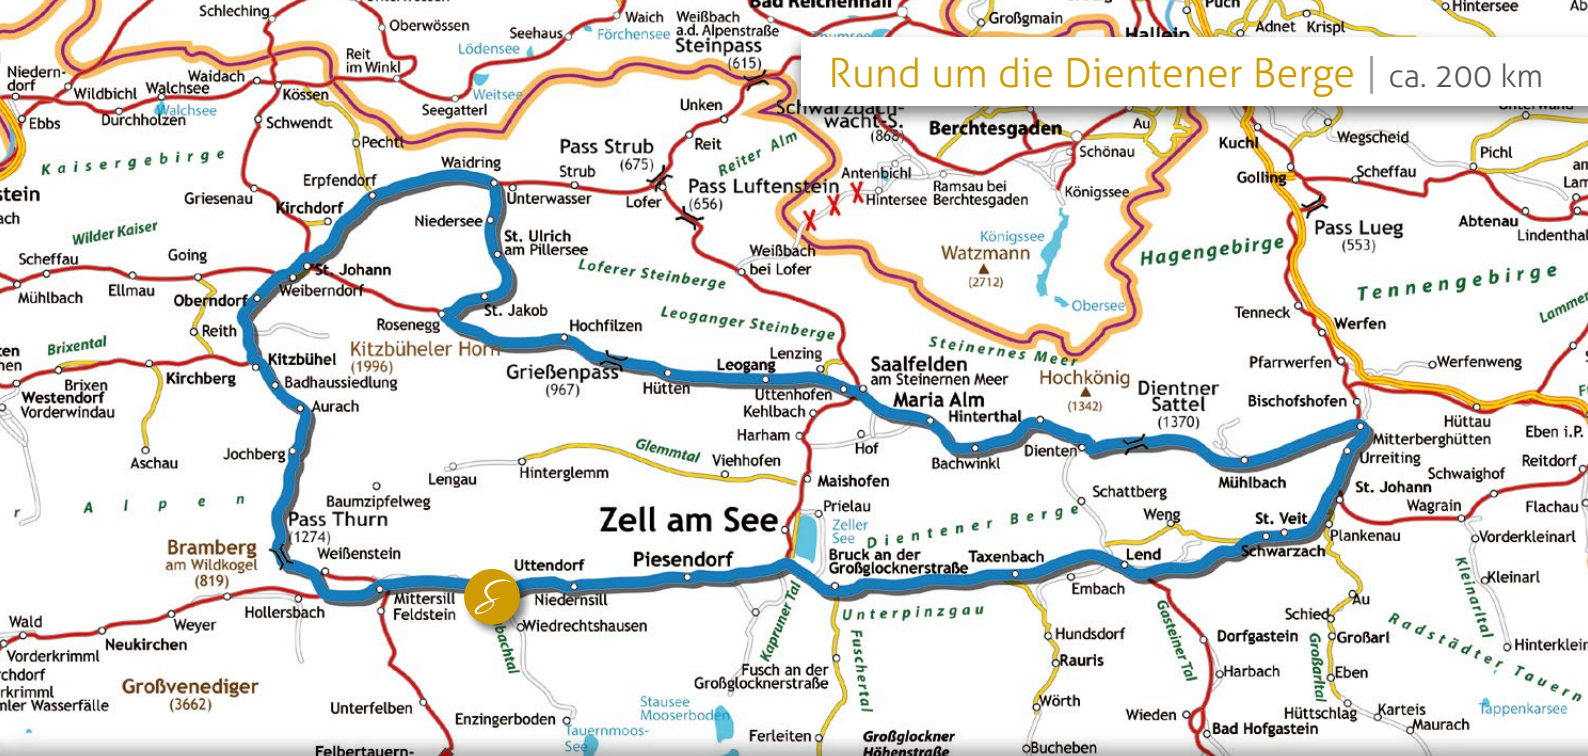 Rund um die Dientener Berge | ca. 200 km
Schleching
Oberwössen
Waich
Weißbach
a.d. Alpenstraße
Bad Reichenhall
Großgmain
Puch
Hallein
Adnet
Krispl
Hintersee
Seehaus
Förchensee
Lödensee
Steinpass
(615)
Thumsee
Reit
im Winkl
Niedern-
dorf
Wildbichl
Walchsee
Waidach
Kössen
Weitsee
Seegatterl
Unken
Schwarzbach-
wacht-S.
(868)
Berchtesgaden
Au
Unterwand
Walchsee
Durchholzen
Ebbs
Schwendt
Pechtl
Schönau
Kuchl
Wegscheid
Pichl
Kaisergebirge
Waidring
Pass Strub
(675)
Reit
Reiter Alm
Antenbichl
Golling
Scheffau
Erpfendorf
Strub
Pass Luftenstein
(656)
Hintersee
Ramsau bei
Berchtesgaden
Königssee
Griesenau
Kirchdorf
Unterwasser
Lofer
Niedersee
Pass Lueg
(553)
Abtenau
Lindenthal
Wilder Kaiser
St. Ulrich
am Pillersee
Weißbach
bei Lofer
Königssee
Watzmann
(2712)
Hagengebirge
Scheffau
Going
St. Johann
Loferer Steinberge
Tennengebirge
Mühlbach
Ellmau
Weiberndorf
Oberndorf
St. Jakob
Obersee
Reith
Rosenegg
Hochfilzen
Leoganger Steinberge
Tenneck
Werfen
Brixental
Kitzbüheler Horn
(1996)
Lenzing
Steinernes Meer
Kitzbühel
Grießenpass
(967)
Leogang
Saalfelden
am Steinernen Meer
Hochkönig
(1342)
Pfarrwerfen
Werfenweng
Brixen
Kirchberg
Badhaussiedlung
Hütten
Uttenhofen
Maria Alm
Dientner
Sattel
(1370)
Westendorf
Vorderwindau
Aurach
Kehlbach
Hinterthal
Bischofshofen
Hüttau
Harham
Hof
Mitterberghütten
Eben i.P.
Aschau
Jochberg
Glemmtal
Viehhofen
Bachwinkl
Dienten
Urreiting
Lengau
Hinterglemm
Maishofen
Mühlbach
Schwaighof
Reitdorf
Alpen
Baumzipfelweg
Schattberg
St. Johann
Pass Thurn
(1274)
Zell am See
Prielau
Zeller
See
Dientener Berge
Weng
St. Veit
Wagrain
Flachau
Bramberg
am Wildkogel
(819)
Weißenstein
Piesendorf
Bruck an der
Großglocknerstraße
Taxenbach
Lend
Schwarzach
Plankenau
Vorderkleinarl
Uttendorf
Embach
Kleinarl
Mittersill
Feldstein
Niedernsill
Kapruner Tal
Unterpinzgau
Au
Kleinarltal
Hollersbach
Wiedrechtshausen
Schied
Wald
Weyer
Fuschertal
Hundsdorf
Gasteiner Tal
Dorfgastein
Großarl
Radstädter Tauern
Neukirchen
Rauris
Vorderkrimml
Fusch an der
Großglocknerstraße
Harbach
Großarltal
Eben
Großvenediger
(3662)
Unterfelben
Enzingerboden
Stausee
Mooserboden
Wörth
Wieden
Hüttschlag
Karteis
Tappenkarsee
Tauernmoos-
See
Ferleiten
Großglockner
Höhenstraße
Bad Hofgastein
Maurach
Felbertauern-
Bucheben